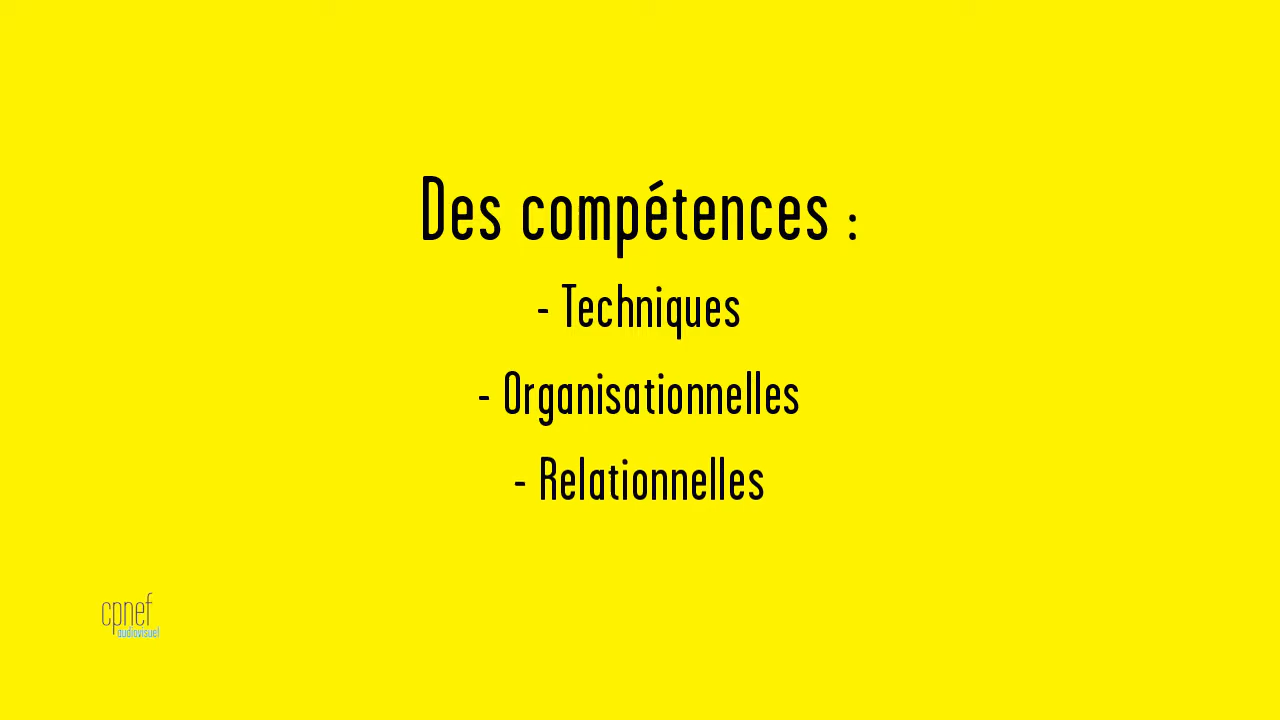 Des compétences :
- Techniques
- Organisationnelles
- Relationnelles
cpnef
audiovisuel